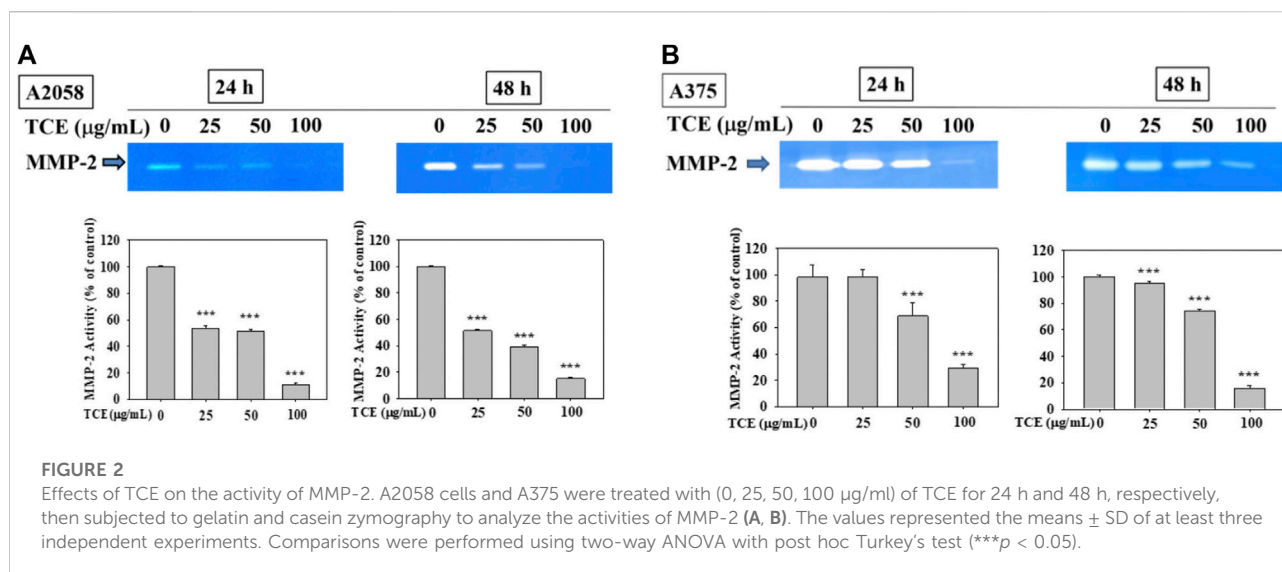 A
B
A2058
24 h
48 h
TCE (µg/mL) 0 25 50 100 0 25 50 100
MMP-2
MMP-2 Activity (% of control)
120
100
80
60
40
20
0
***
***
***
TCE (µg/mL) 0 25 50 100
MMP-2 Activity (% of control)
120
100
80
60
40
20
0
***
***
***
TCE (µg/mL) 0 25 50 100
A375
24 h
48 h
TCE (µg/mL) 0 25 50 100 0 25 50 100
MMP-2
MMP-2 Activity (% of control)
120
100
80
60
40
20
0
***
***
TCE (µg/mL) 0 25 50 100
120
100
80
60
40
20
0
***
***
***
TCE (µg/mL) 0 25 50 100
FIGURE 2
Effects of TCE on the activity of MMP-2. A2058 cells and A375 were treated with (0, 25, 50, 100 µg/ml) of TCE for 24 h and 48 h, respectively,
then subjected to gelatin and casein zymography to analyze the activities of MMP-2 (A, B). The values represented the means ± SD of at least three
independent experiments. Comparisons were performed using two-way ANOVA with post hoc Turkey's test (***p < 0.05).